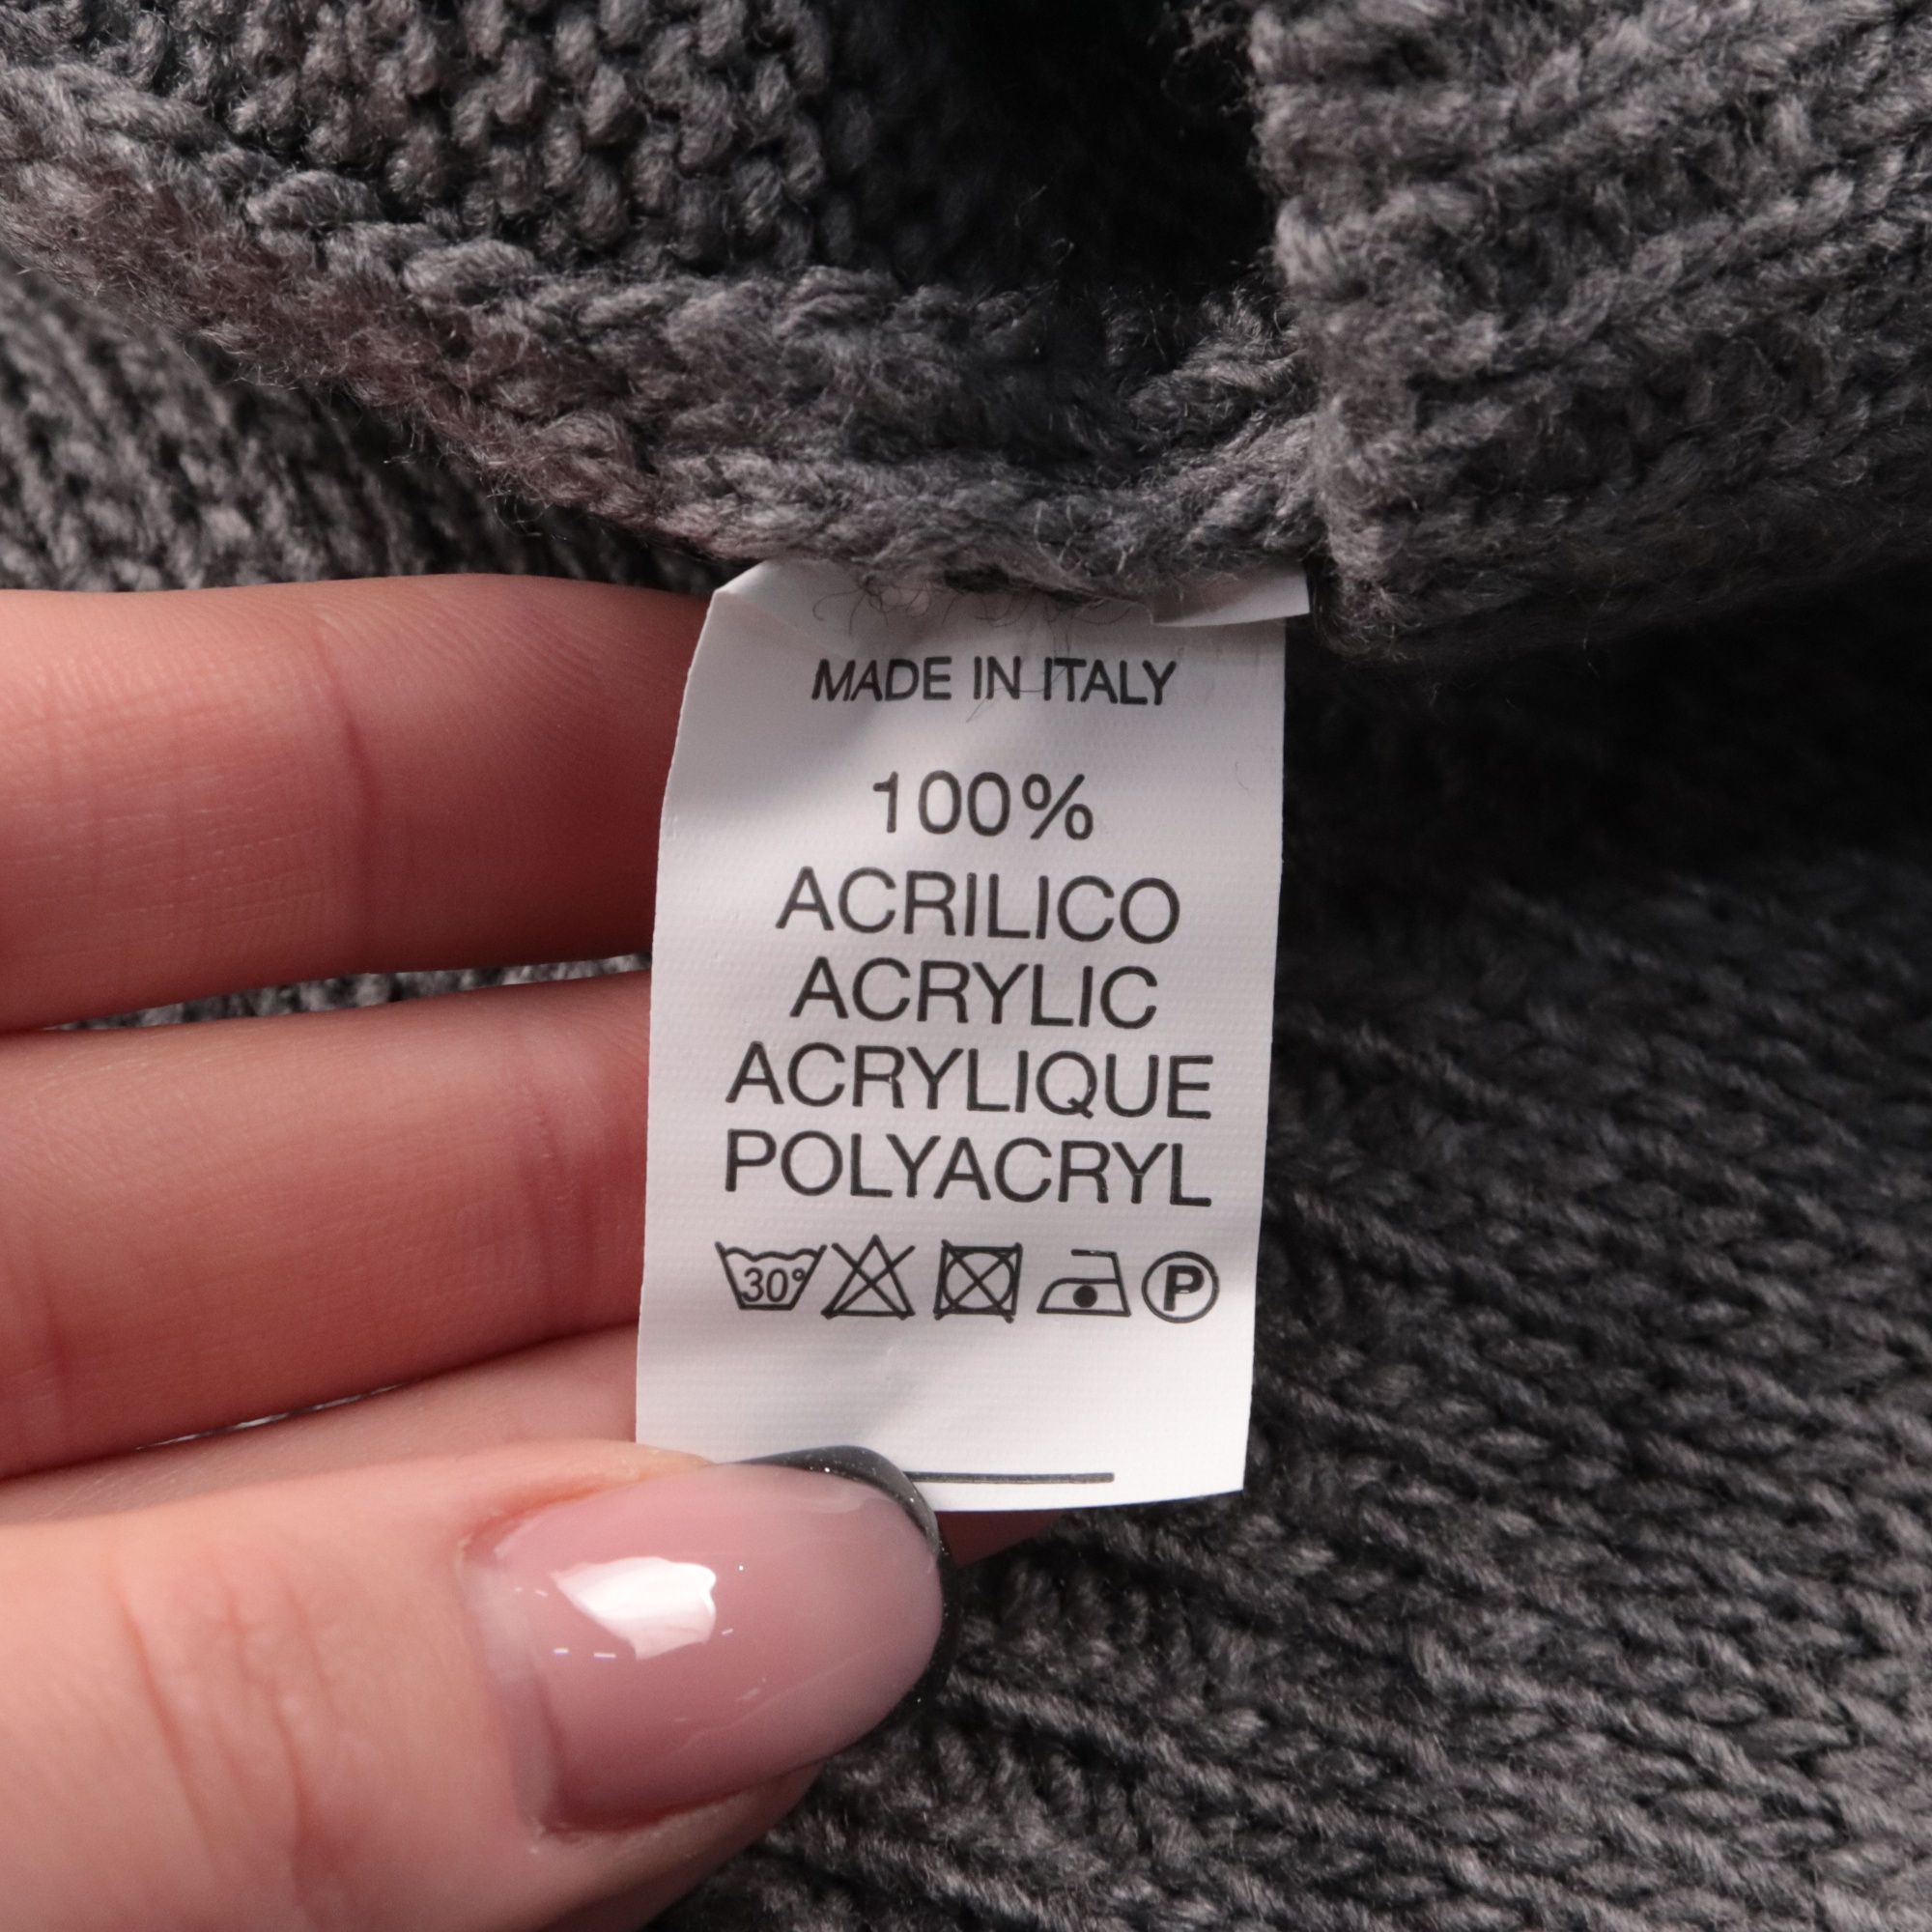 MADE IN ITALY
100%
ACRILICO
ACRYLIC
ACRYLIQUE
POLYACRYL
30° P